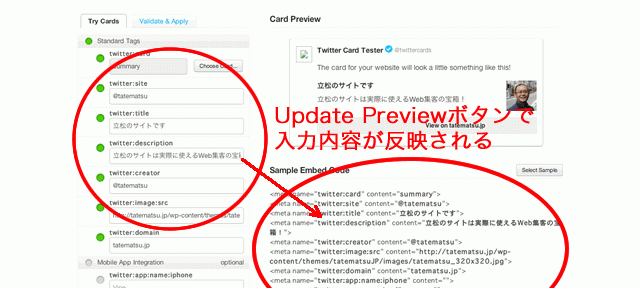 Try Cards
Validate & Apply
Standard Tags
twitter:card
summary
Choose Card...
twitter:site
@tatematsu
twitter:title
立松のサイトです
twitter:description
立松のサイトは実際に使えるWeb集客の宝
twitter:creator
@tatematsu
twitter:image:src
http://tatematsu.jp/wp-content/themes/tate
twitter:domain
tatematsu.jp
Mobile App Integration
optional
twitter:app:name:iphone
Vine
Card Preview
Twitter Card Tester @twittercards
The card for your website will look a little something like this!
立松のサイトです
立松のサイトは実際に使えるWeb集客の宝箱！
View on tatematsu.jp
Update Previewボタンで
入力内容が反映される
Sample Embed Code
Select Sample
<meta name="twitter:card" content="summary">
<meta name="twitter:site" content="@tatematsu">
<meta name="twitter:title" content="立松のサイトです">
<meta name="twitter:description" content="立松のサイトは実際に使えるWeb集客の宝
箱！">
<meta name="twitter:creator" content="@tatematsu">
<meta name="twitter:image:src" content="http://tatematsu.jp/wp-
content/themes/tatematsuJP/images/tatematsu_320x320.jpg">
<meta name="twitter:domain" content="tatematsu.jp">
<meta name="twitter:app:name:iphone" content="">